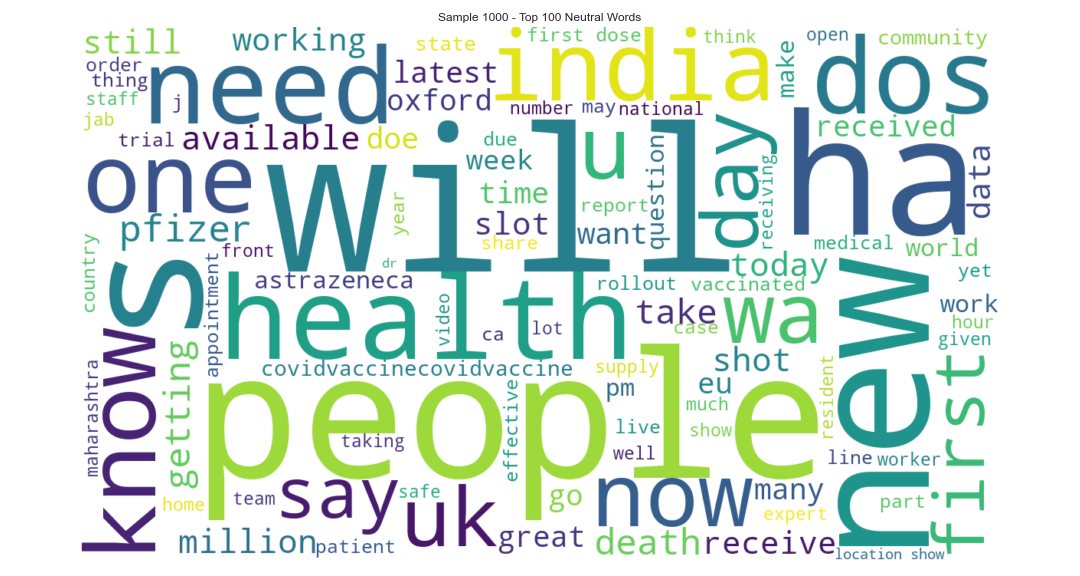 Sample 1000 - Top 100 Neutral Words
still
working
state
first dose
think
open
community
order
thing
staff
jab
j
need
latest
oxford
india
make
dos
number
may
national
trial
available
doe
due
week
u
question
day
receiving
ha
received
data
one
will
time
slot
year
report
share
want
pfizer
front
dr
medical
world
country
s
appointment
astrazeneca
rollout
today
vaccinated
yet
knows
health
video
ca
lot
take
case
wa
new
work
hour
given
maharashtra
getting
covidvaccinecovidvaccine
supply
pm
eu
shot
resident
first
people
taking
effective
live
well
much
show
line
worker
home
team
say
safe
uk
go
now
many
expert
part
million
patient
great
death
receive
location show